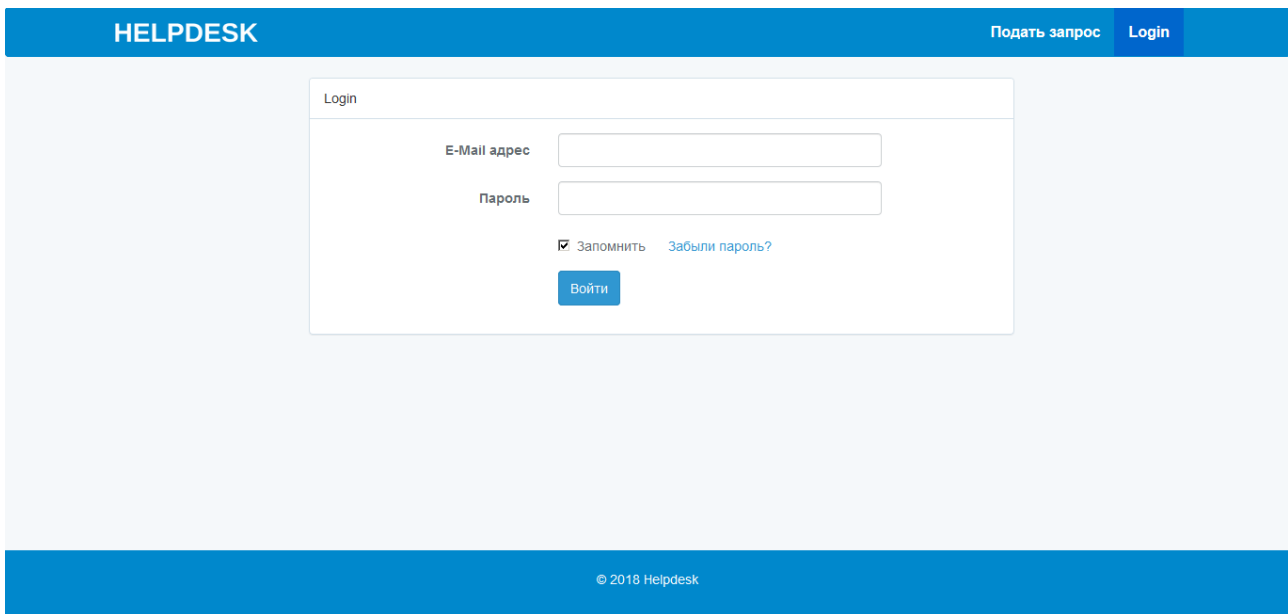 HELPDESK Подать запрос Login
Login
E-Mail адрес
Пароль
Запомнить Забыли пароль?
Войти
© 2018 Helpdesk